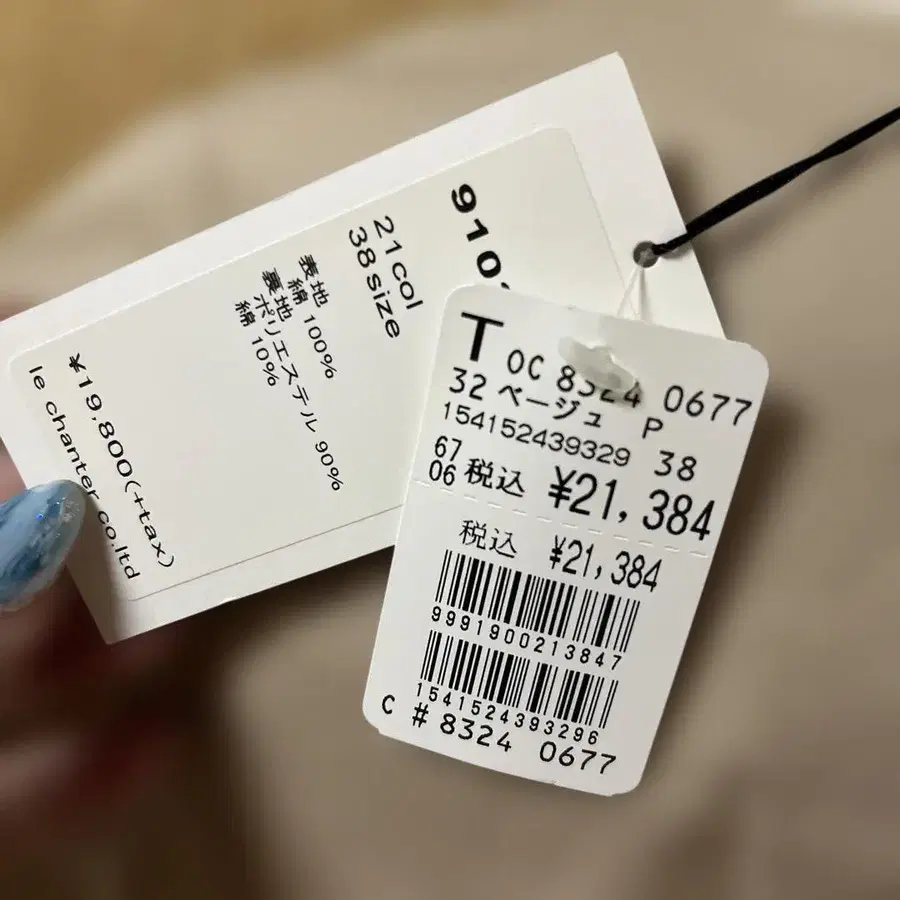 21col
38size
表地
綿 100%
裏地
ポリエステル 90%
綿 10%
¥19,800(+tax)
le chanter co.ltd
T OC 8324 0677
32 ベージュ P
154152439329 38
67
06 税込 ¥21,384
税込 ¥21,384
9991900213847
1541524393296
C # 8324 0677